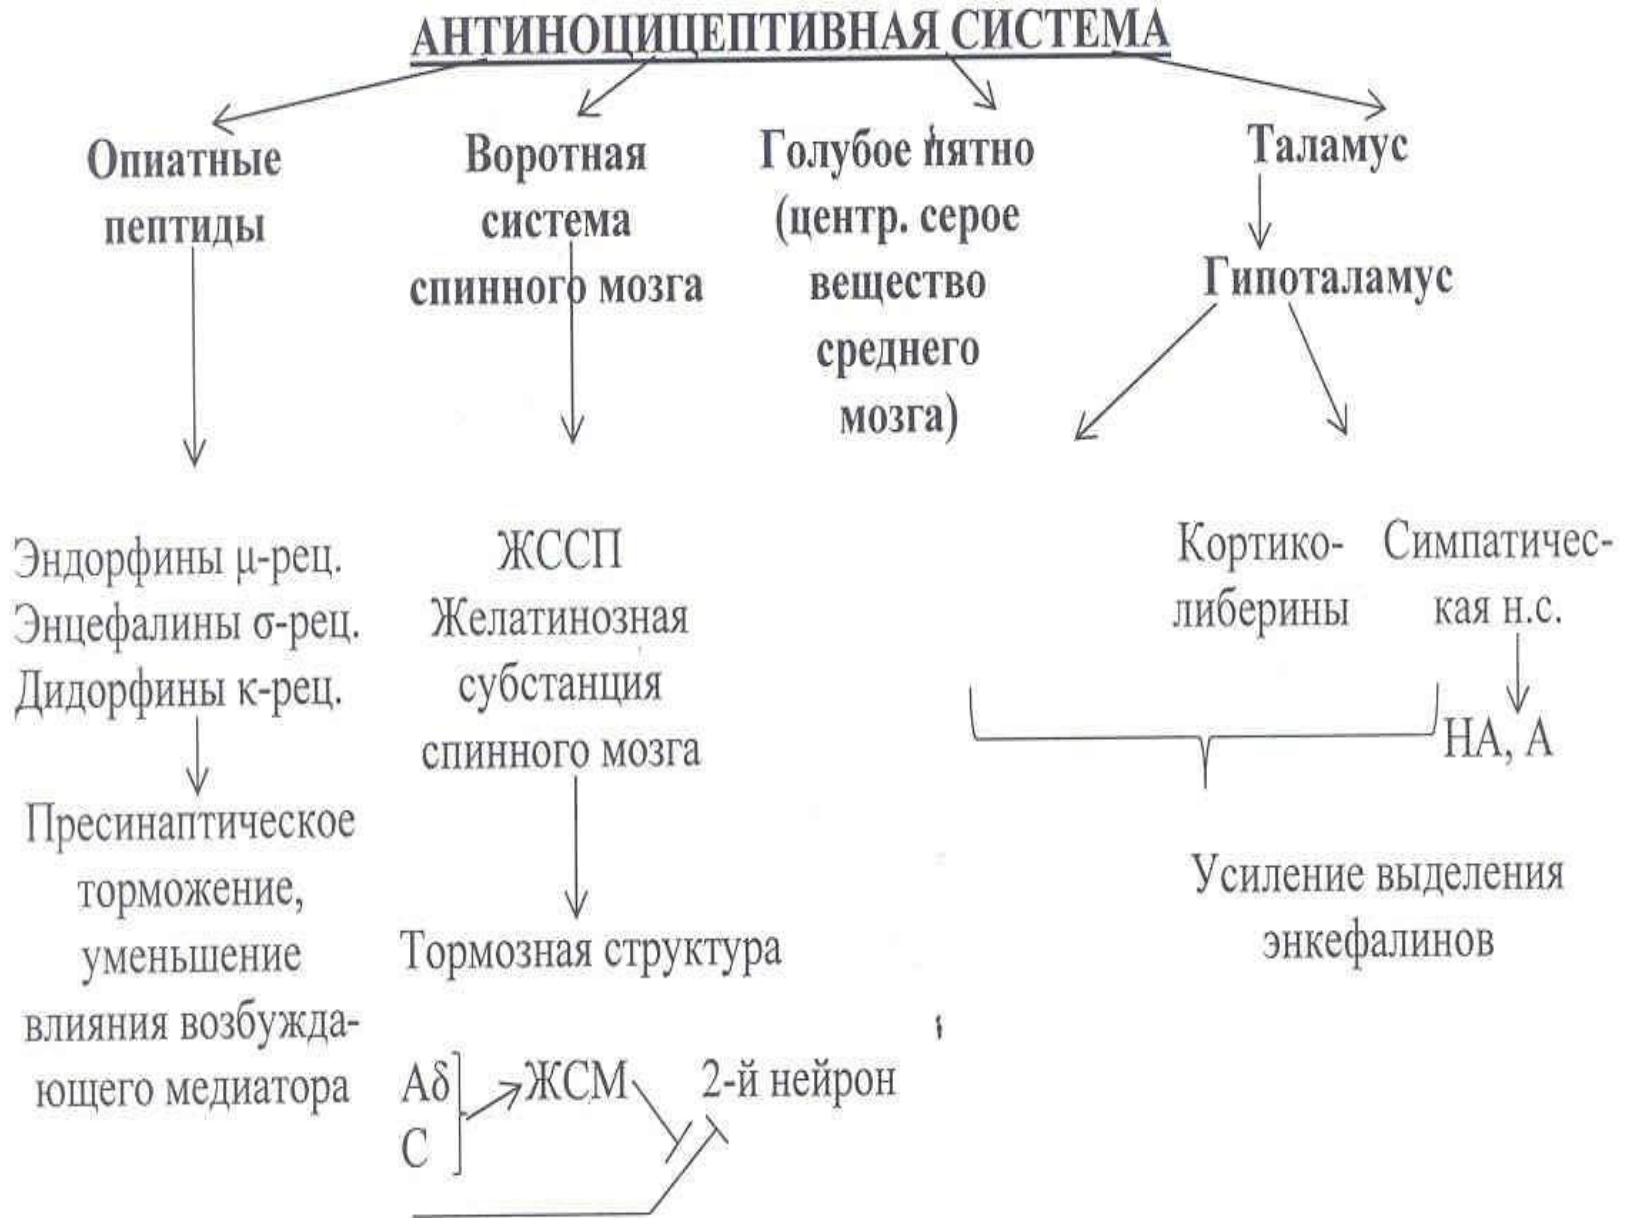 АНТИНОЦИЦЕПТИВНАЯ СИСТЕМА
Опиатные
пептиды
Воротная
система
спинного мозга
Голубое пятно
(центр. серое
вещество
среднего
мозга)
Таламус
Гипоталамус
Эндорфины μ-рец.
Энцефалины σ-рец.
Дидорфины к-рец.
Пресинаптическое
торможение,
уменьшение
влияния возбужда-
ющего медиатора
ЖССП
Желатинозная
субстанция
спинного мозга
Тормозная структура
Аδ
С
ЖСМ
2-й нейрон
Кортико-
либерины
Симпатичес-
кая н.с.
НА, А
Усиление выделения
энкефалинов